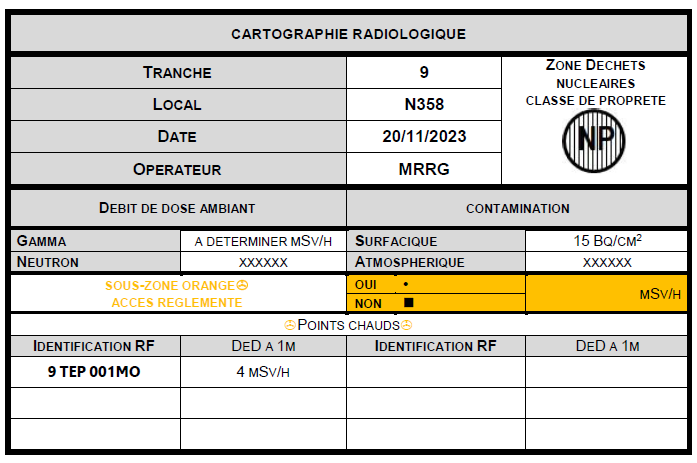 CARTOGRAPHIE RADIOLOGIQUE
TRANCHE 9
LOCAL N358
DATE 20/11/2023
OPERATEUR MRRG
ZONE DECHETS
NUCLEAIRES
CLASSE DE PROPRETE
NP
DEBIT DE DOSE AMBIANT CONTAMINATION
GAMMA A DETERMINER MSV/H SURFACIQUE 15 BQ/CM²
NEUTRON XXXXXX ATMOSPHERIQUE XXXXXX
SOUS-ZONE ORANGE☢
ACCES REGLEMENTE
OUI •
NON ■
MSV/H
☢POINTS CHAUDS☢
IDENTIFICATION RF DED A 1M IDENTIFICATION RF DED A 1M
9 TEP 001MO 4 MSV/H